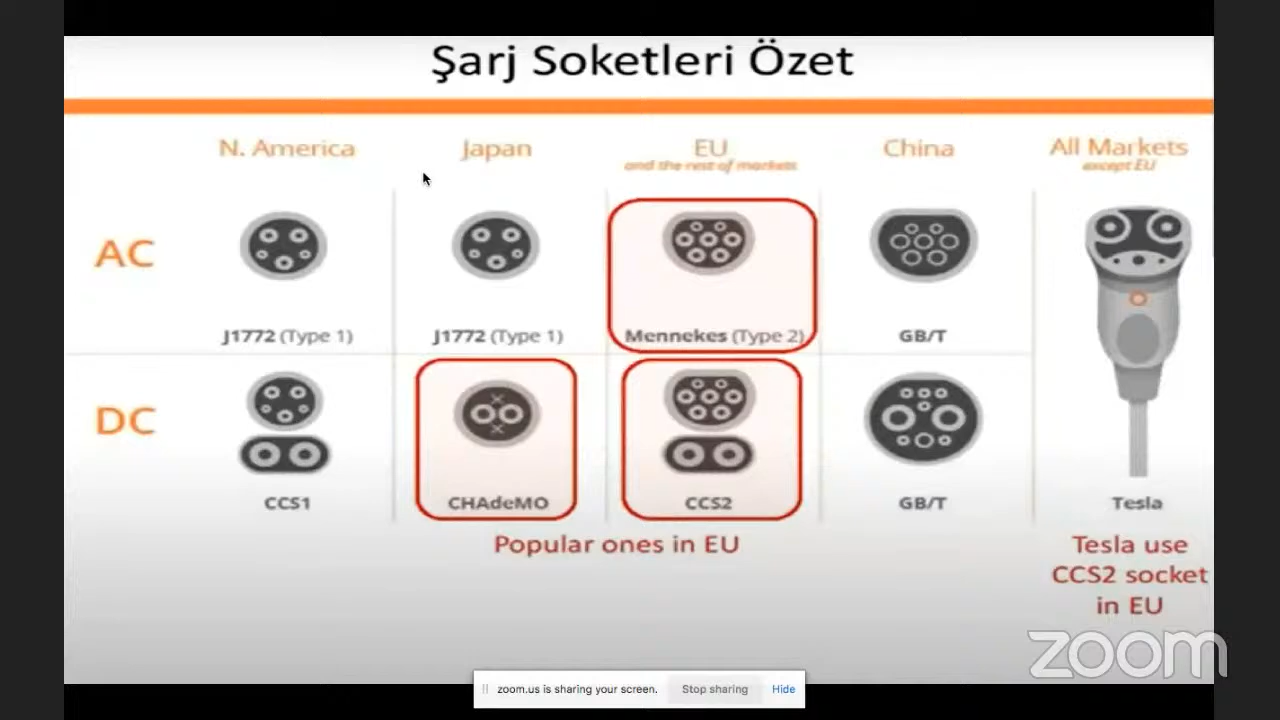 Şarj Soketleri Özet
N. America
Japan
EU
and the rest of markets
China
All Markets
except EU
AC
J1772 (Type 1)
J1772 (Type 1)
Mennekes (Type 2)
GB/T
DC
CCS1
CHAdeMO
CCS2
GB/T
Tesla
Popular ones in EU
Tesla use
CCS2 socket
in EU
zoom
zoom.us is sharing your screen. Stop sharing Hide